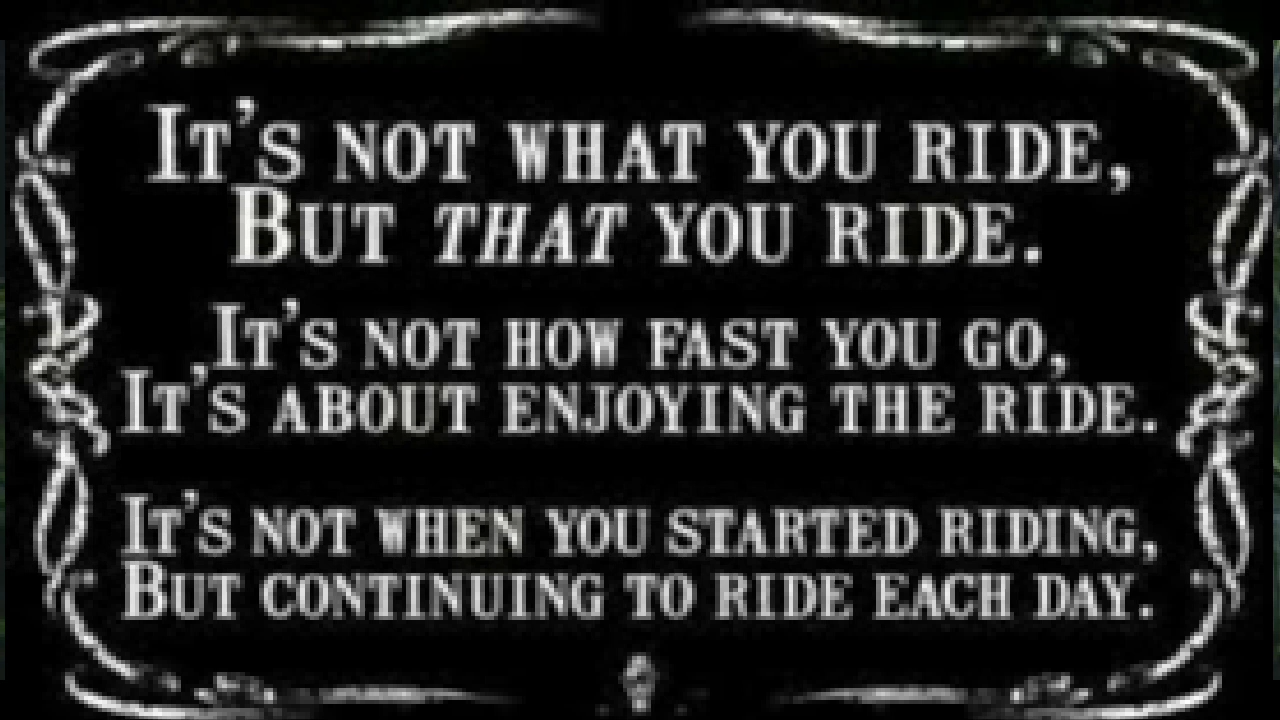 It's not what you ride,
But that you ride.
It's not how fast you go,
It's about enjoying the ride.
It's not when you started riding,
But continuing to ride each day.